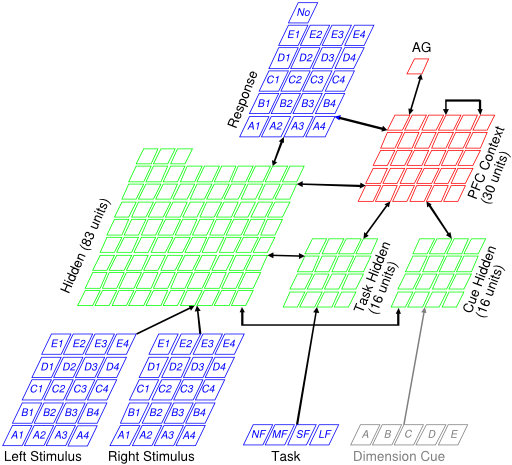 No
E1 E2 E3 E4
D1 D2 D3 D4
C1 C2 C3 C4
B1 B2 B3 B4
A1 A2 A3 A4
Response
AG
PFC Context
(30 units)
Hidden (83 units)
Task Hidden
(16 units)
Cue Hidden
(16 units)
E1 E2 E3 E4
D1 D2 D3 D4
C1 C2 C3 C4
B1 B2 B3 B4
A1 A2 A3 A4
Left Stimulus
E1 E2 E3 E4
D1 D2 D3 D4
C1 C2 C3 C4
B1 B2 B3 B4
A1 A2 A3 A4
Right Stimulus
NF MF SF LF
Task
A B C D E
Dimension Cue